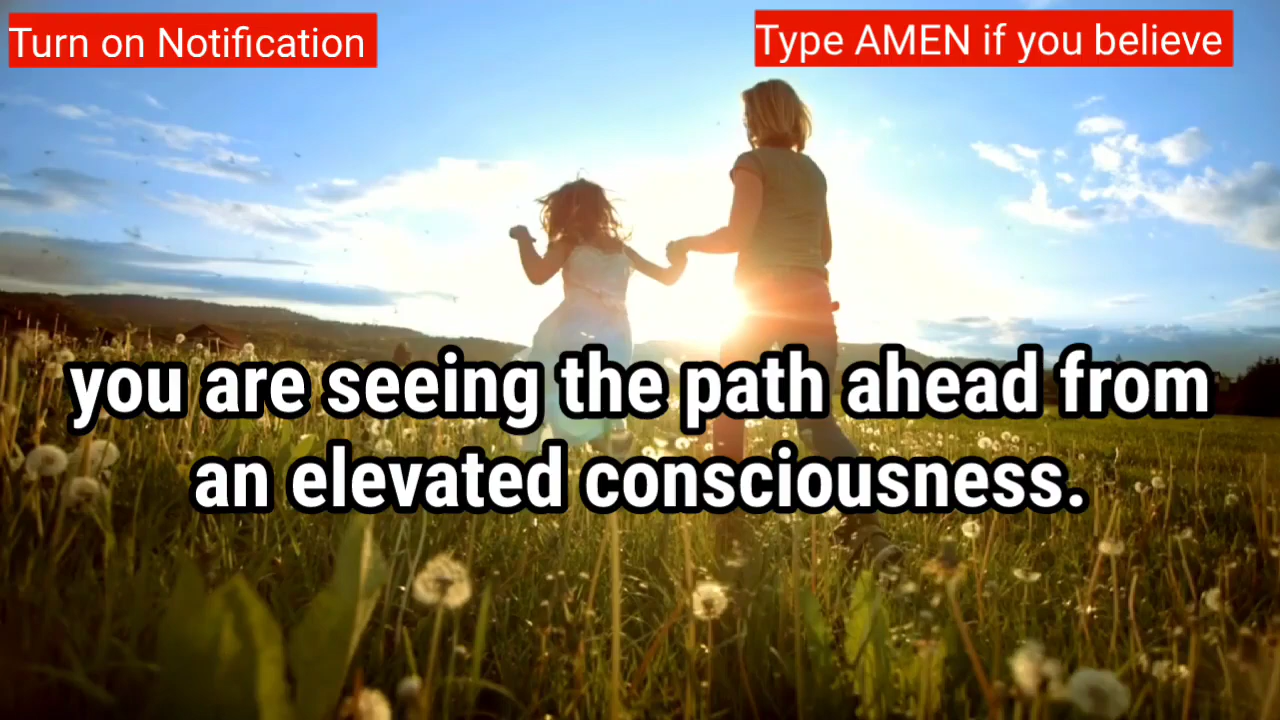 Turn on Notification
Type AMEN if you believe
you are seeing the path ahead from
an elevated consciousness.